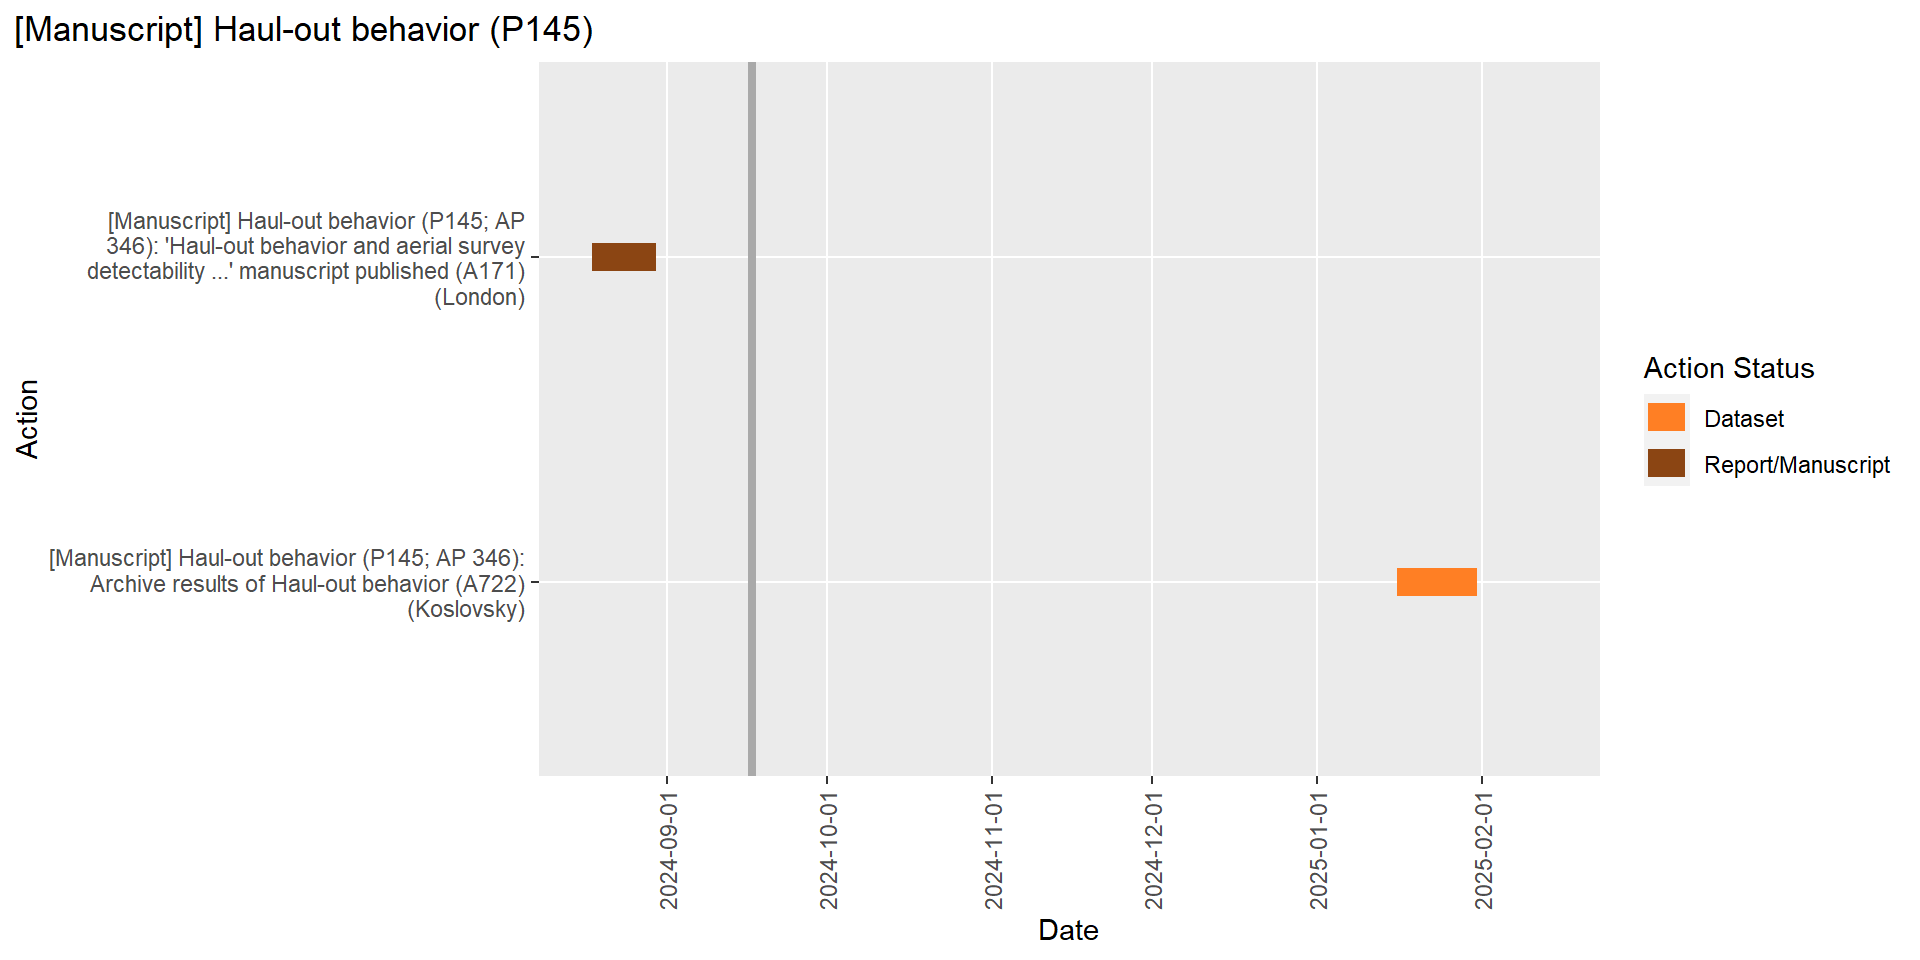 [Manuscript] Haul-out behavior (P145)
[Manuscript] Haul-out behavior (P145; AP
346): 'Haul-out behavior and aerial survey
detectability ...' manuscript published (A171)
(London)
[Manuscript] Haul-out behavior (P145; AP 346):
Archive results of Haul-out behavior (A722)
(Koslovsky)
Action
2024-09-01
2024-10-01
2024-11-01
2024-12-01
2025-01-01
2025-02-01
Date
Action Status
Dataset
Report/Manuscript